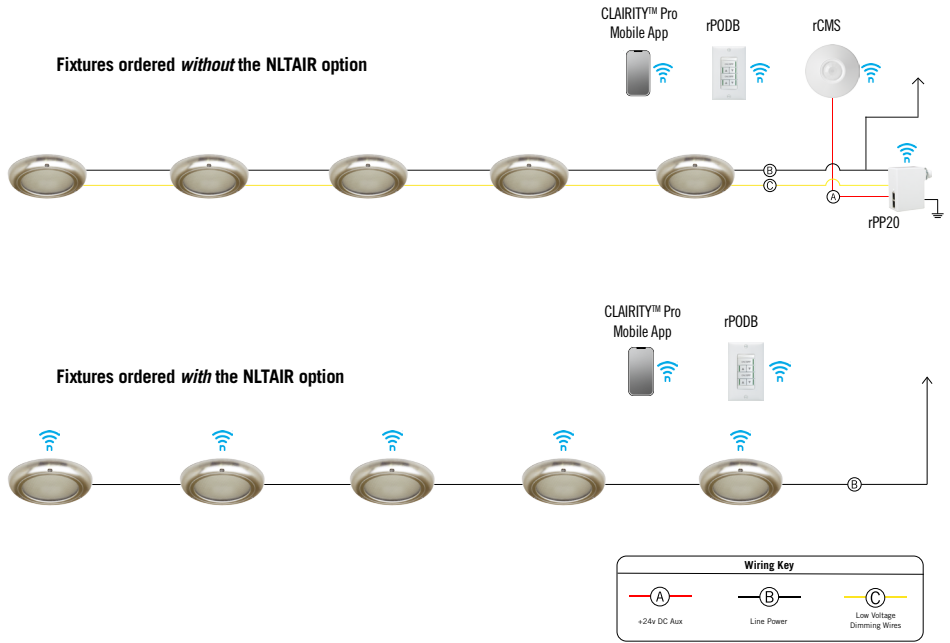 CLAIRITY™ Pro
Mobile App
rPODB
rCMS
Fixtures ordered without the NLTAIR option
B
C
A
rPP20
CLAIRITY™ Pro
Mobile App
rPODB
Fixtures ordered with the NLTAIR option
B
Wiring Key
A
B
C
+24v DC Aux
Line Power
Low Voltage
Dimming Wires